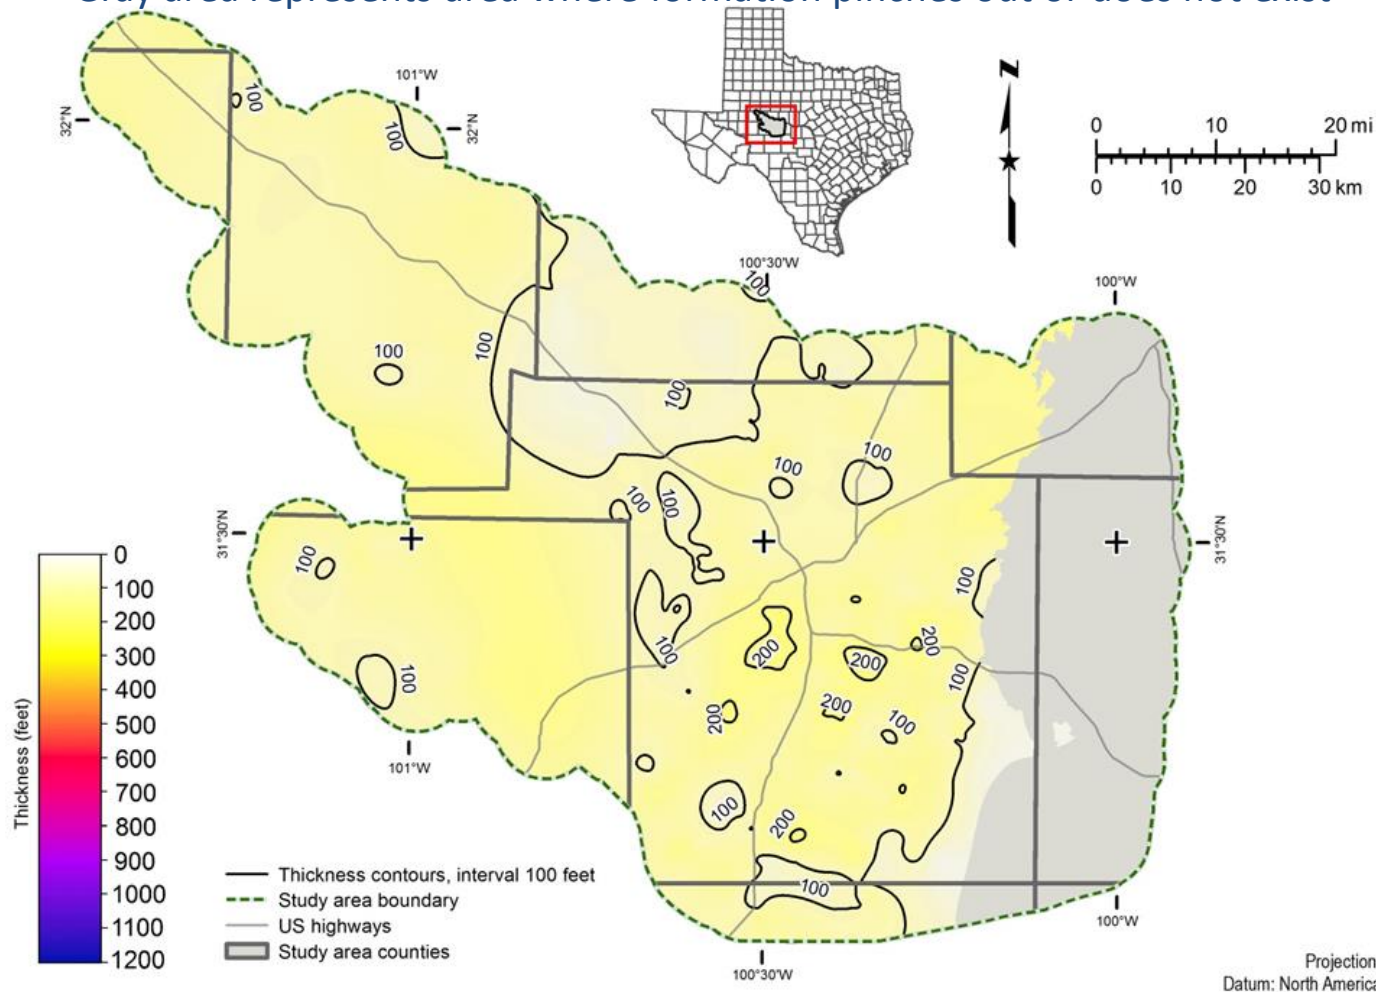 Gray area represents area where formation pinches out or does not exist
101°W
100
32°N
100
32°N
N
0 10 20 mi
0 10 20 30 km
100°30'W
100
100°W
100
100
100
100
100
100
100
31°30'N
31°30'N
100
100
200
100
200
200
100
100
200
200
100
101°W
100
200
100
100°W
100°30'W
Thickness (feet)
0
100
200
300
400
500
600
700
800
900
1000
1100
1200
Thickness contours, interval 100 feet
Study area boundary
US highways
Study area counties
Projection
Datum: North America